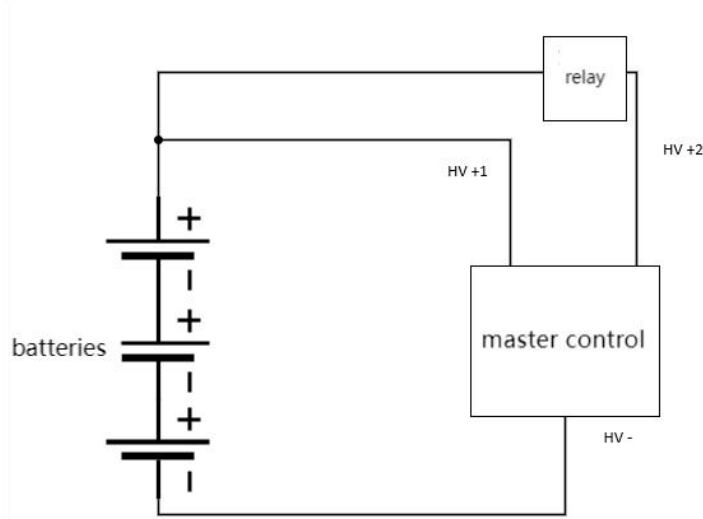 relay
HV +2
HV +1
+
−
+
batteries
−
master control
+
HV -
−